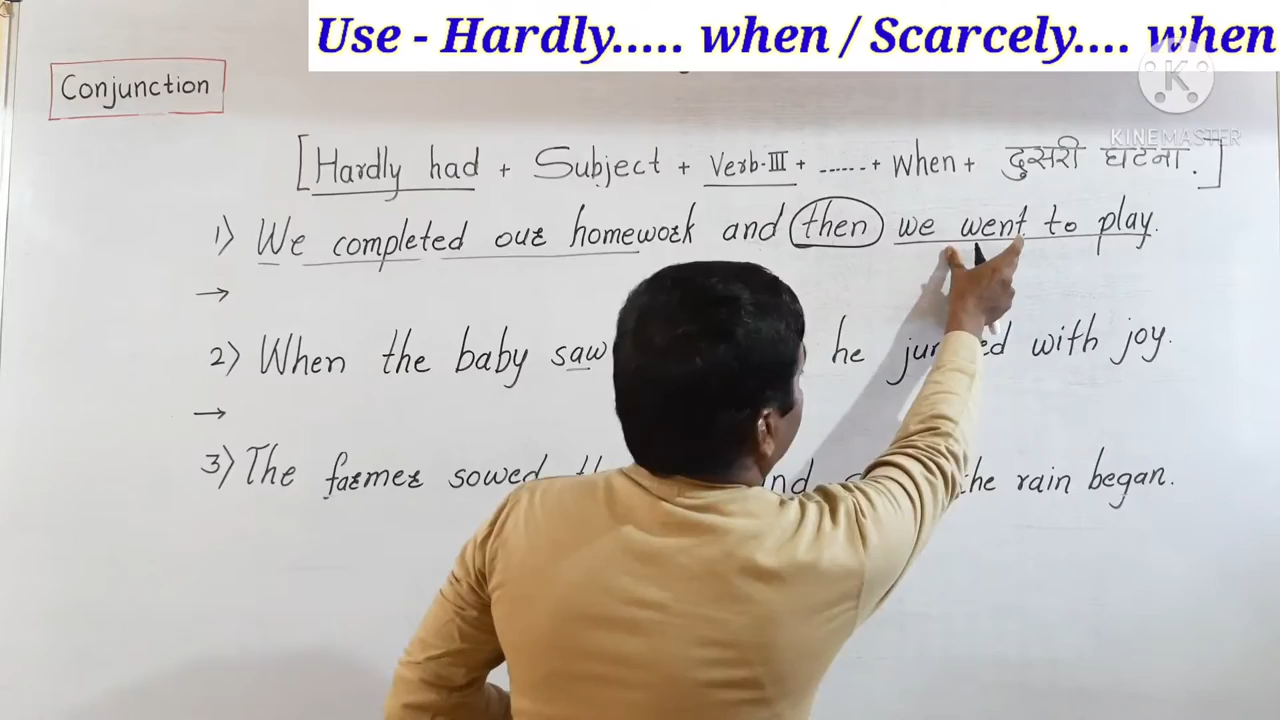 Use - Hardly..... when / Scarcely.... when
Conjunction
K
KINEMASTER
[Hardly had + Subject + Verb-III + ...... + when + दुसरी घटना.]
1) We completed our homework and then we went to play.
→
2) When the baby saw he with joy.
→
3) The farmer sowed the rain began.